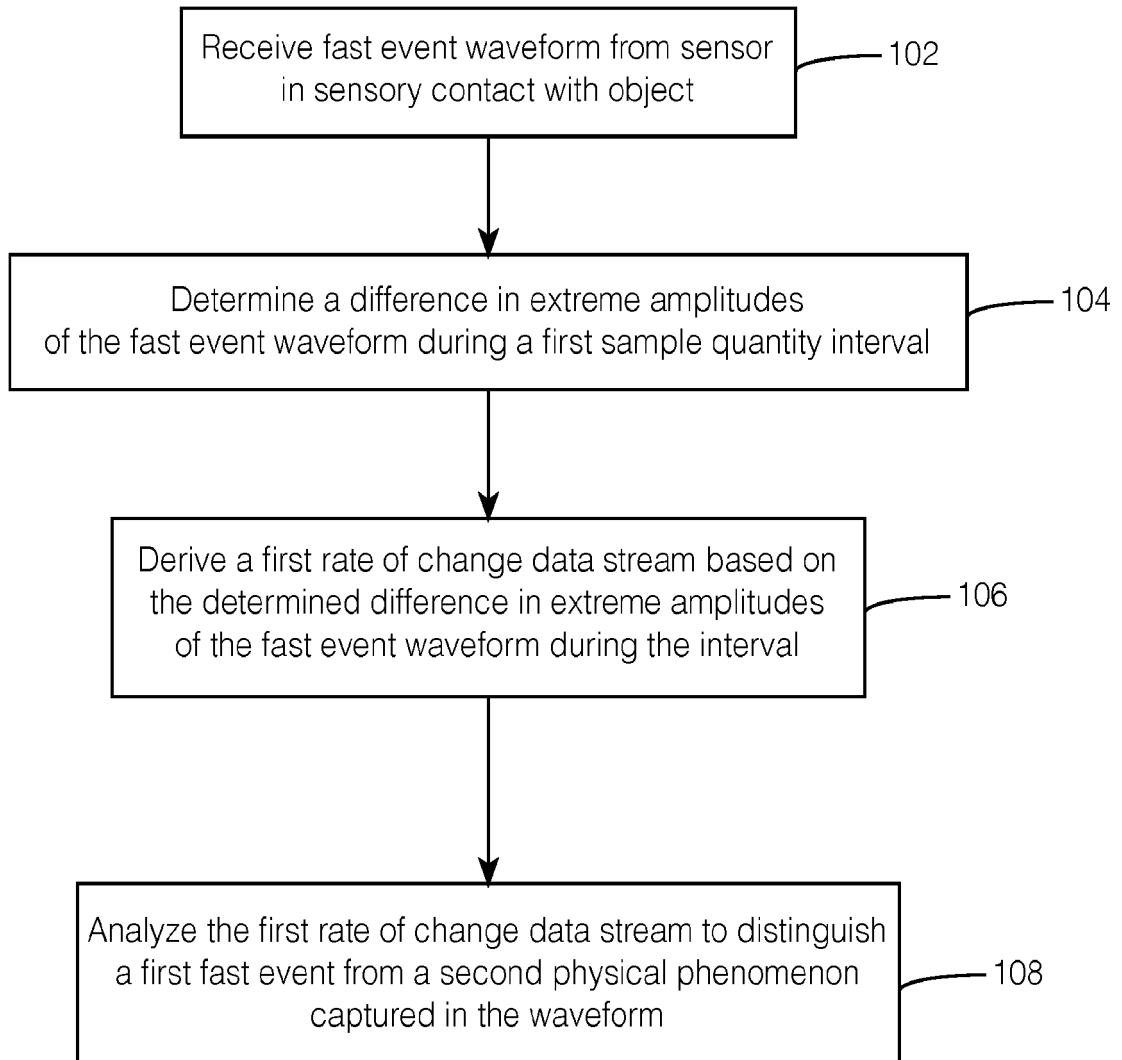 Receive fast event waveform from sensor
in sensory contact with object
102
Determine a difference in extreme amplitudes
of the fast event waveform during a first sample quantity interval
104
Derive a first rate of change data stream based on
the determined difference in extreme amplitudes
of the fast event waveform during the interval
106
Analyze the first rate of change data stream to distinguish
a first fast event from a second physical phenomenon
captured in the waveform
108